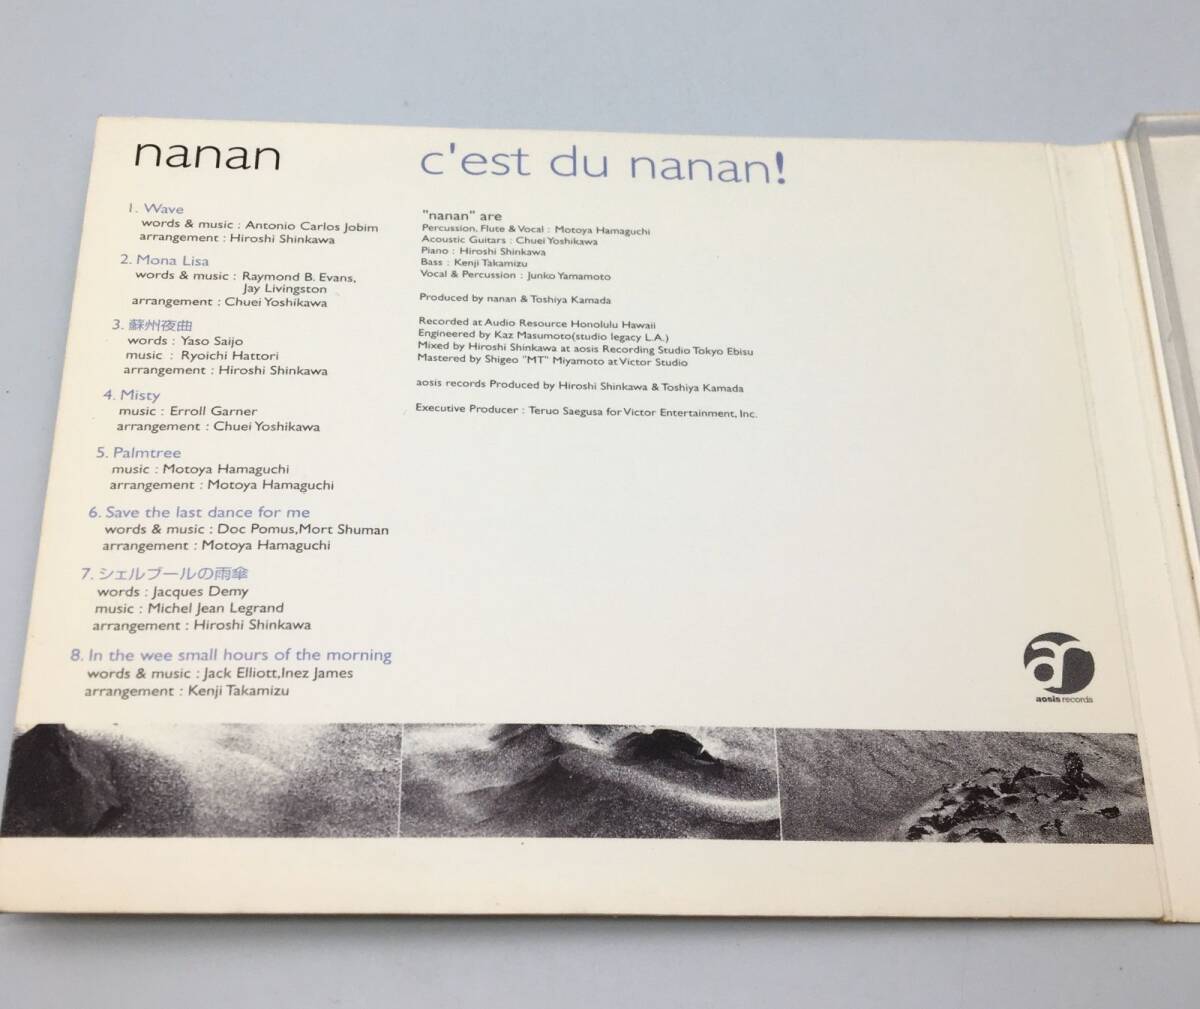 nanan
1. Wave
words & music : Antonio Carlos Jobim
arrangement : Hiroshi Shinkawa
2. Mona Lisa
words & music : Raymond B. Evans,
Jay Livingston
arrangement : Chuei Yoshikawa
3. 蘇州夜曲
words : Yaso Saijo
music : Ryoichi Hattori
arrangement : Hiroshi Shinkawa
4. Misty
music : Erroll Garner
arrangement : Chuei Yoshikawa
5. Palmtree
music : Motoya Hamaguchi
arrangement : Motoya Hamaguchi
6. Save the last dance for me
words & music : Doc Pomus,Mort Shuman
arrangement : Motoya Hamaguchi
7. シェルブールの雨傘
words : Jacques Demy
music : Michel Jean Legrand
arrangement : Hiroshi Shinkawa
8. In the wee small hours of the morning
words & music : Jack Elliott,Inez James
arrangement : Kenji Takamizu
c'est du nanan!
"nanan" are
Percussion, Flute & Vocal : Motoya Hamaguchi
Acoustic Guitars : Chuei Yoshikawa
Piano : Hiroshi Shinkawa
Bass : Kenji Takamizu
Vocal & Percussion : Junko Yamamoto
Produced by nanan & Toshiya Kamada
Recorded at Audio Resource Honolulu Hawaii
Engineered by Kaz Masumoto(studio legacy L.A.)
Mixed by Hiroshi Shinkawa at aosis Recording Studio Tokyo Ebisu
Mastered by Shigeo "MT" Miyamoto at Victor Studio
aosis records Produced by Hiroshi Shinkawa & Toshiya Kamada
Executive Producer : Teruo Saegusa for Victor Entertainment, Inc.
ar
aosis records